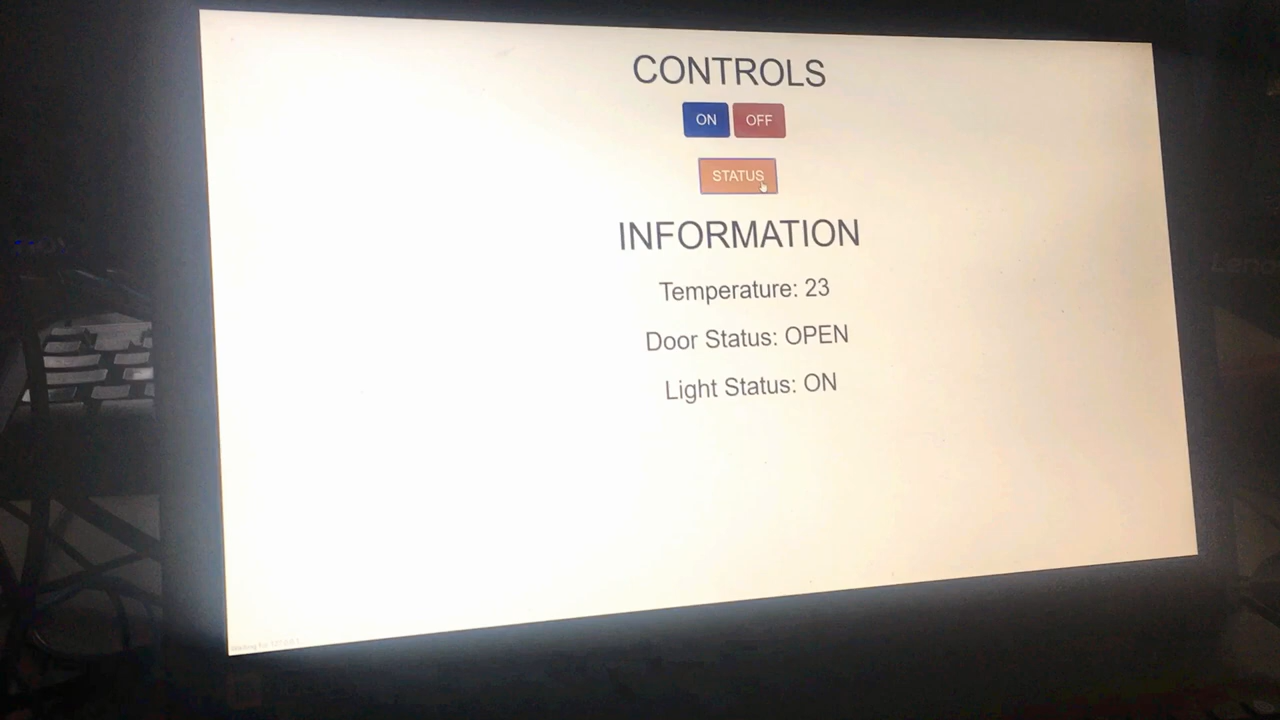 CONTROLS
ON OFF
STATUS
INFORMATION
Temperature: 23
Door Status: OPEN
Light Status: ON